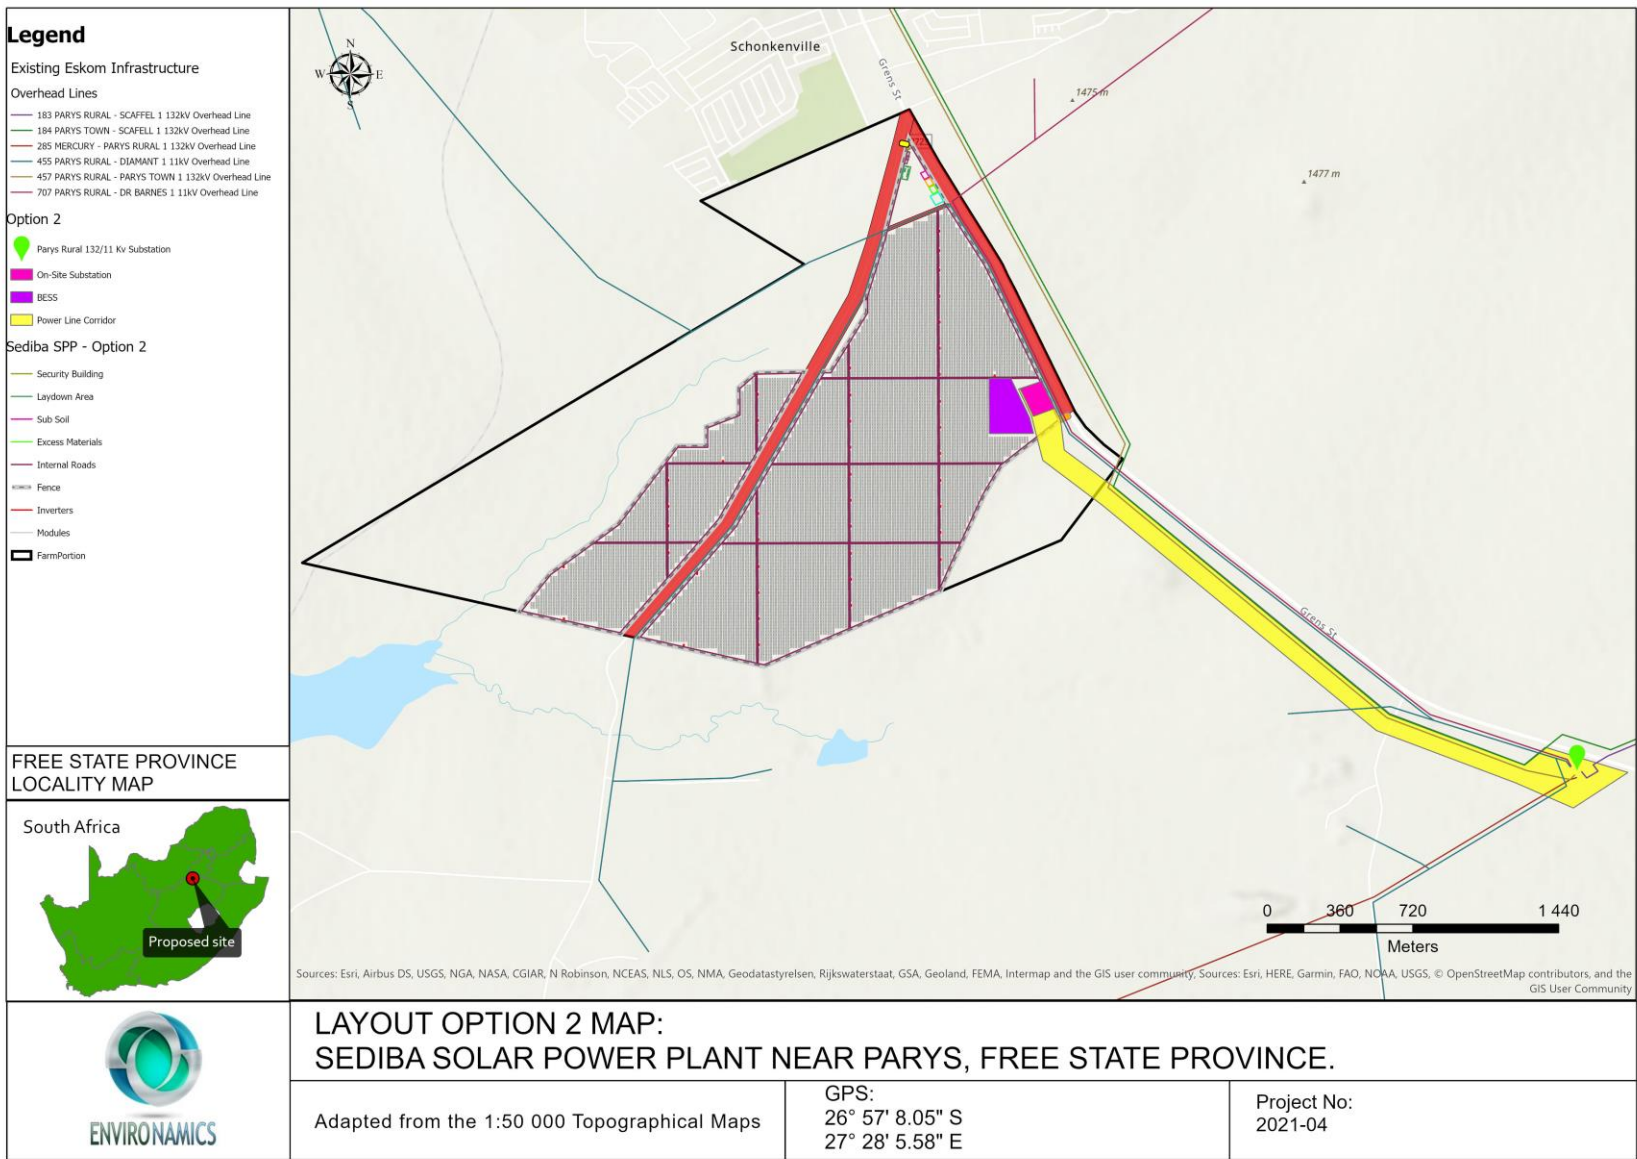 Legend
Existing Eskom Infrastructure
Overhead Lines
183 PARYS RURAL - SCAFFEL 1 132kV Overhead Line
184 PARYS TOWN - SCAFELL 1 132kV Overhead Line
285 MERCURY - PARYS RURAL 1 132kV Overhead Line
455 PARYS RURAL - DIAMANT 1 11kV Overhead Line
457 PARYS RURAL - PARYS TOWN 1 132kV Overhead Line
707 PARYS RURAL - DR BARNES 1 11kV Overhead Line
Option 2
Parys Rural 132/11 Kv Substation
On-Site Substation
BESS
Power Line Corridor
Sediba SPP - Option 2
Security Building
Laydown Area
Sub Soil
Excess Materials
Internal Roads
Fence
Inverters
Modules
FarmPortion
N
W
E
S
Schonkenville
Grens St
1475 m
1477 m
Grens St
0 360 720 1 440
Meters
Sources: Esri, Airbus DS, USGS, NGA, NASA, CGIAR, N Robinson, NCEAS, NLS, OS, NMA, Geodatastyrelsen, Rijkswaterstaat, GSA, Geoland, FEMA, Intermap and the GIS user community, Sources: Esri, HERE, Garmin, FAO, NOAA, USGS, © OpenStreetMap contributors, and the
GIS User Community
FREE STATE PROVINCE
LOCALITY MAP
South Africa
Proposed site
ENVIRONAMICS
LAYOUT OPTION 2 MAP:
SEDIBA SOLAR POWER PLANT NEAR PARYS, FREE STATE PROVINCE.
Adapted from the 1:50 000 Topographical Maps
GPS:
26° 57' 8.05" S
27° 28' 5.58" E
Project No:
2021-04